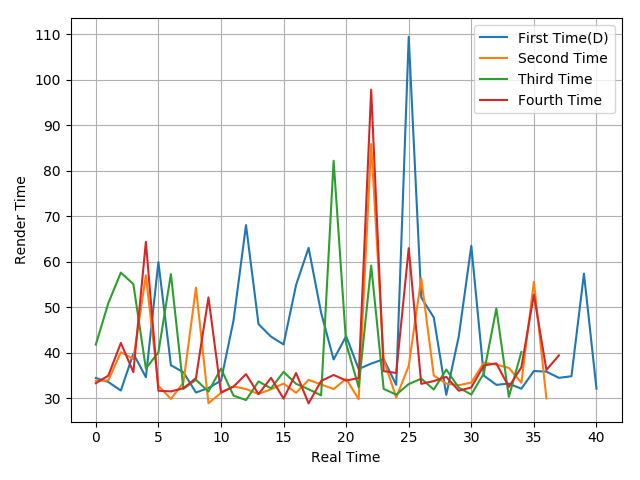 110
100
90
80
70
60
50
40
30
Render Time
0 5 10 15 20 25 30 35 40
Real Time
First Time(D)
Second Time
Third Time
Fourth Time